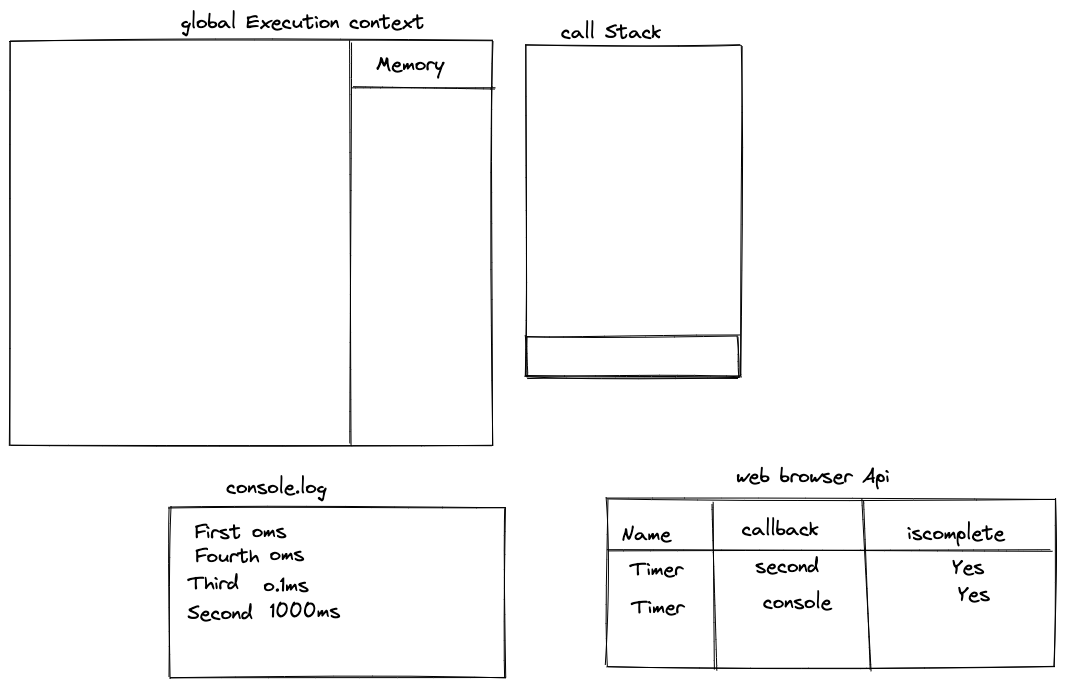 global Execution context
call Stack
Memory
console.log
First oms
Fourth oms
Third 0.1ms
Second 1000ms
web browser Api
Name callback iscomplete
Timer second Yes
Timer console Yes